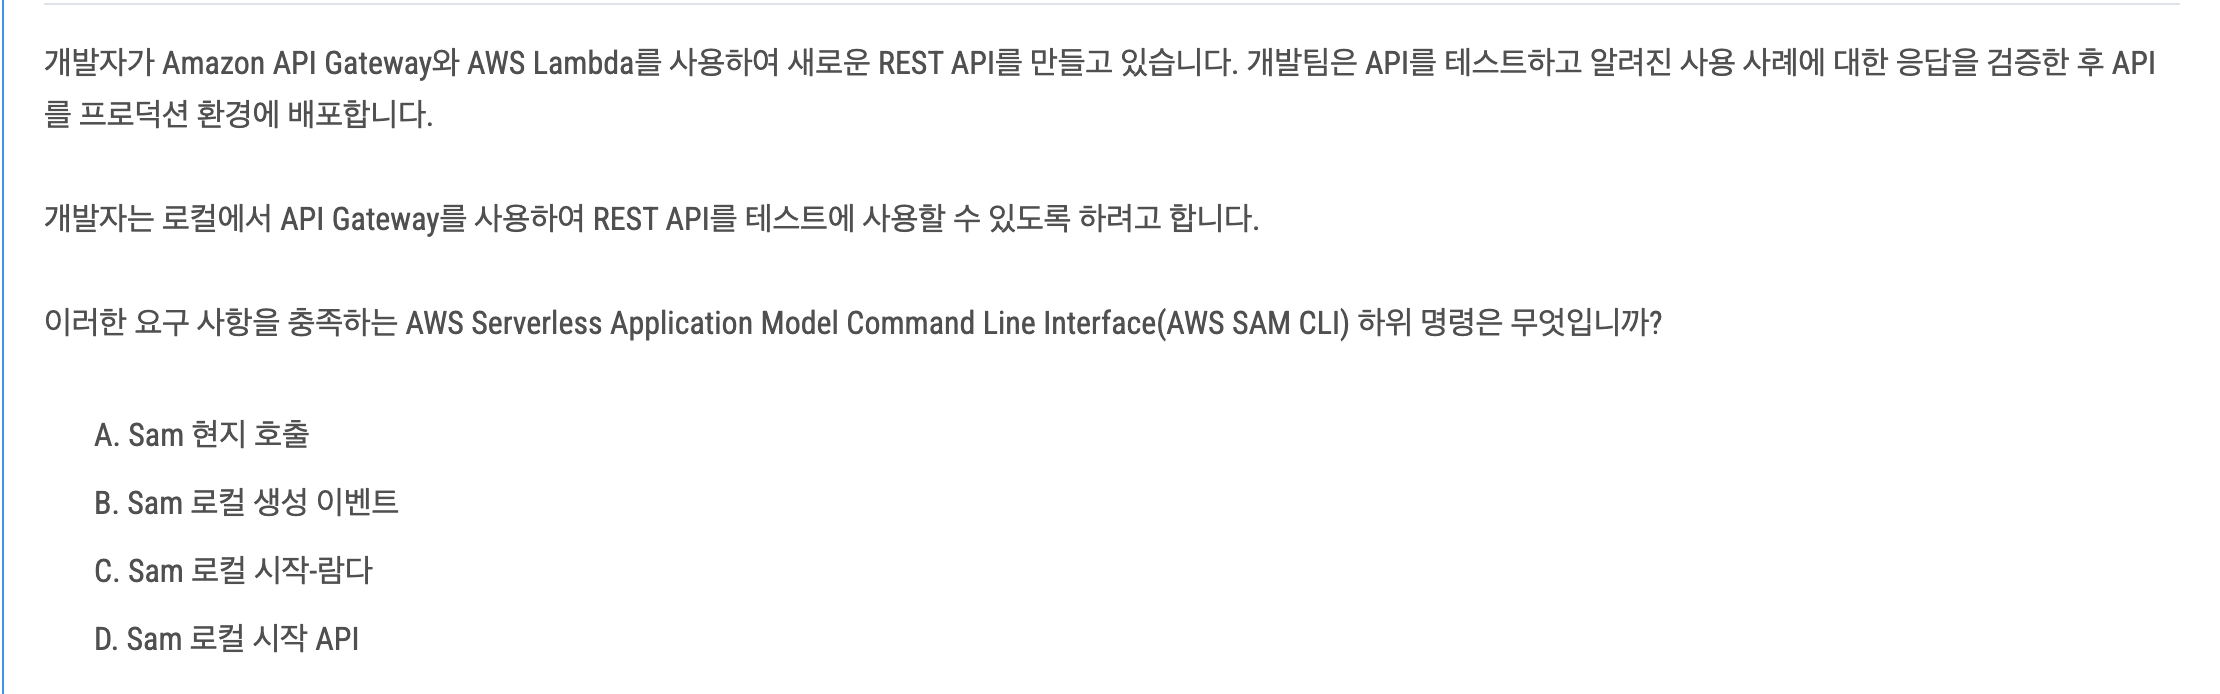 개발자가 Amazon API Gateway와 AWS Lambda를 사용하여 새로운 REST API를 만들고 있습니다. 개발팀은 API를 테스트하고 알려진 사용 사례에 대한 응답을 검증한 후 API
를 프로덕션 환경에 배포합니다.
개발자는 로컬에서 API Gateway를 사용하여 REST API를 테스트에 사용할 수 있도록 하려고 합니다.
이러한 요구 사항을 충족하는 AWS Serverless Application Model Command Line Interface(AWS SAM CLI) 하위 명령은 무엇입니까?
A. Sam 현지 호출
B. Sam 로컬 생성 이벤트
C. Sam 로컬 시작-람다
D. Sam 로컬 시작 API